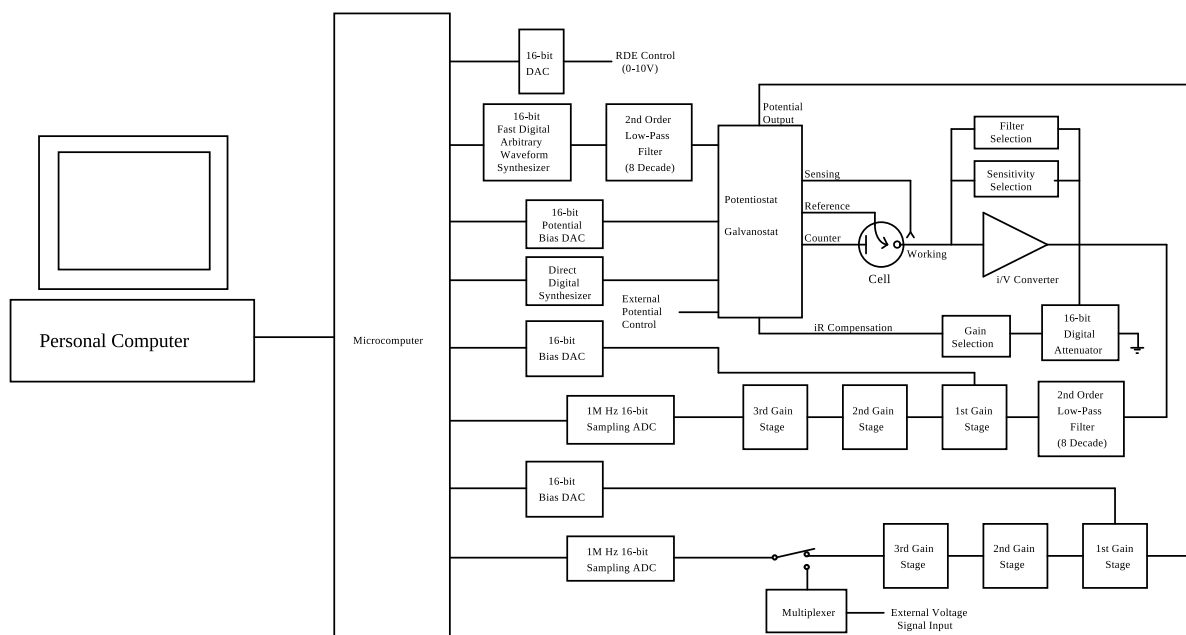 16-bit
DAC
RDE Control
(0-10V)
16-bit
Fast Digital
Arbitrary
Waveform
Synthesizer
2nd Order
Low-Pass
Filter
(8 Decade)
Potential
Output
Filter
Selection
Sensitivity
Selection
Sensing
Reference
Counter
Potentiostat
Galvanostat
16-bit
Potential
Bias DAC
Working
Cell
i/V Converter
Direct
Digital
Synthesizer
External
Potential
Control
iR Compensation
Gain
Selection
16-bit
Digital
Attenuator
Personal Computer
Microcomputer
16-bit
Bias DAC
1M Hz 16-bit
Sampling ADC
3rd Gain
Stage
2nd Gain
Stage
1st Gain
Stage
2nd Order
Low-Pass
Filter
(8 Decade)
16-bit
Bias DAC
1M Hz 16-bit
Sampling ADC
3rd Gain
Stage
2nd Gain
Stage
1st Gain
Stage
Multiplexer
External Voltage
Signal Input